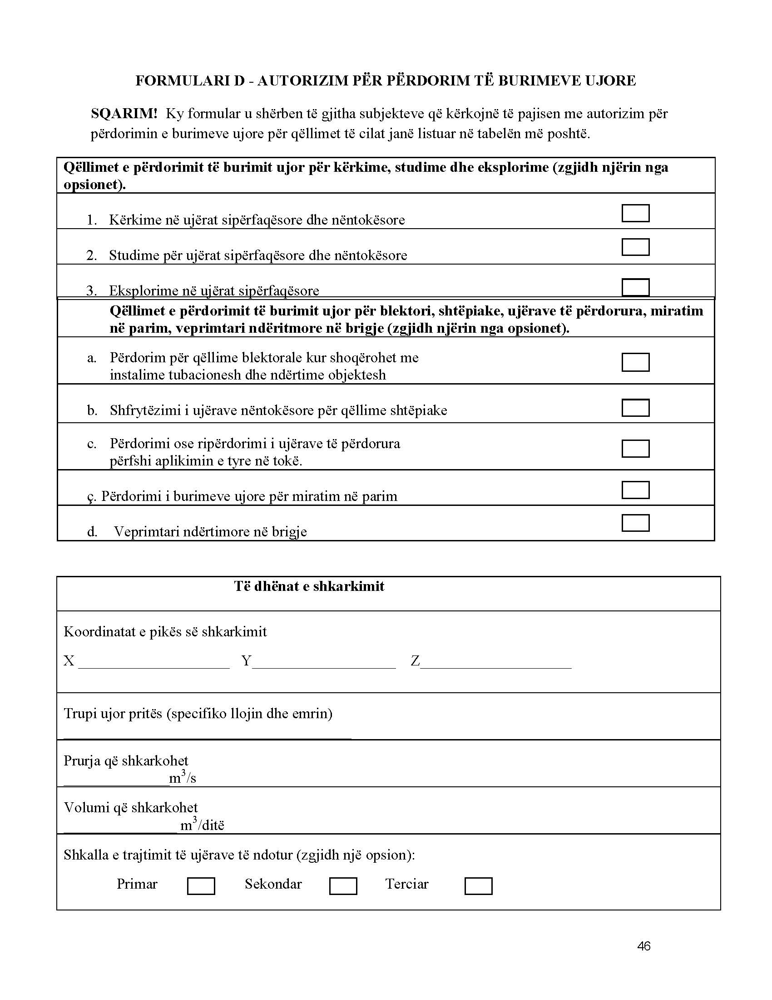 FORMULARI D - AUTORIZIM PËR PËRDORIM TË BURIMEVE UJORE
SQARIM! Ky formular u shërben të gjitha subjekteve që kërkojnë të pajisen me autorizim për
përdorimin e burimeve ujore për qëllimet të cilat janë listuar në tabelën më poshtë.
Qëllimet e përdorimit të burimit ujor për kërkime, studime dhe eksplorime (zgjidh njërin nga
opsionet).
1. Kërkime në ujërat sipërfaqësore dhe nëntokësore
2. Studime për ujërat sipërfaqësore dhe nëntokësore
3. Eksplorime në ujërat sipërfaqësore
Qëllimet e përdorimit të burimit ujor për blektori, shtëpiake, ujërave të përdorura, miratim
në parim, veprimtari ndëritmore në brigje (zgjidh njërin nga opsionet).
a. Përdorim për qëllime blektorale kur shoqërohet me
instalime tubacionesh dhe ndërtime objektesh
b. Shfrytëzimi i ujërave nëntokësore për qëllime shtëpiake
c. Përdorimi ose ripërdorimi i ujërave të përdorura
përfshi aplikimin e tyre në tokë.
ç. Përdorimi i burimeve ujore për miratim në parim
d. Veprimtari ndërtimore në brigje
Të dhënat e shkarkimit
Koordinatat e pikës së shkarkimit
X ____________________ Y___________________ Z____________________
Trupi ujor pritës (specifiko llojin dhe emrin)
______________________________________
Prurja që shkarkohet
______________m³/s
Volumi që shkarkohet
_______________ m³/ditë
Shkalla e trajtimit të ujërave të ndotur (zgjidh një opsion):
Primar Sekondar Terciar
46